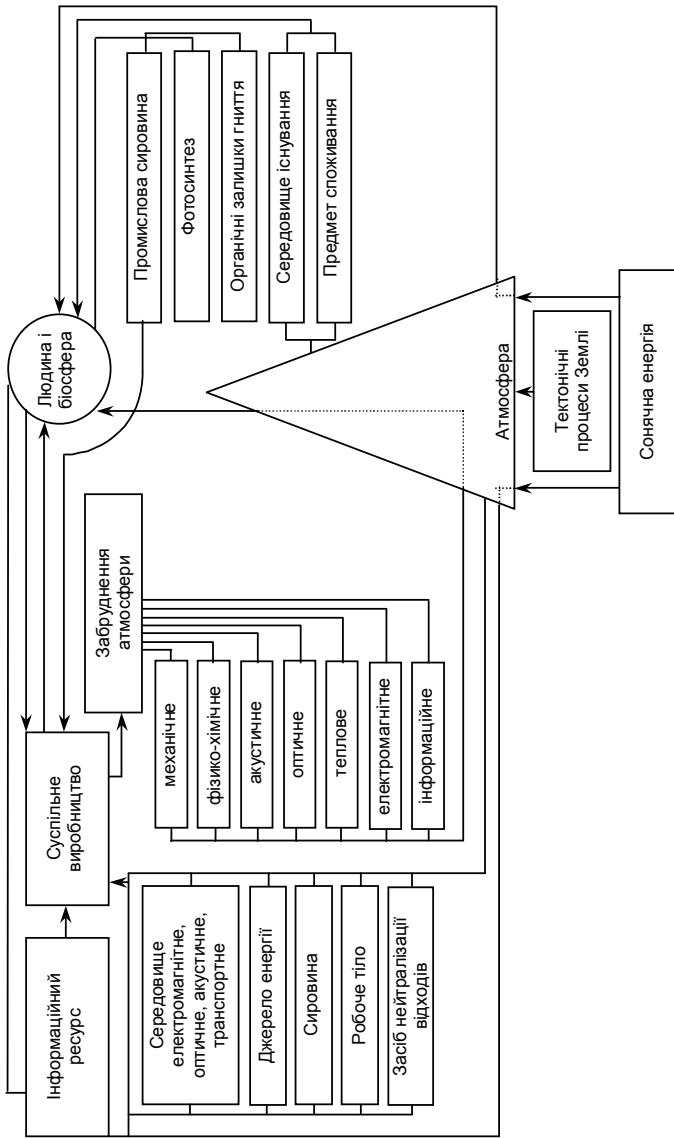 Інформаційний
ресурс
Суспільне
виробництво
Людина і
біосфера
Забруднення
атмосфери
Середовище
електромагнітне,
оптичне, акустичне,
транспортне
Джерело енергії
Сировина
Робоче тіло
Засіб нейтралізації
відходів
механічне
фізико-хімічне
акустичне
оптичне
теплове
електромагнітне
інформаційне
Промислова сировина
Фотосинтез
Органічні залишки гниття
Середовище існування
Предмет споживання
Атмосфера
Тектонічні
процеси Землі
Сонячна енергія